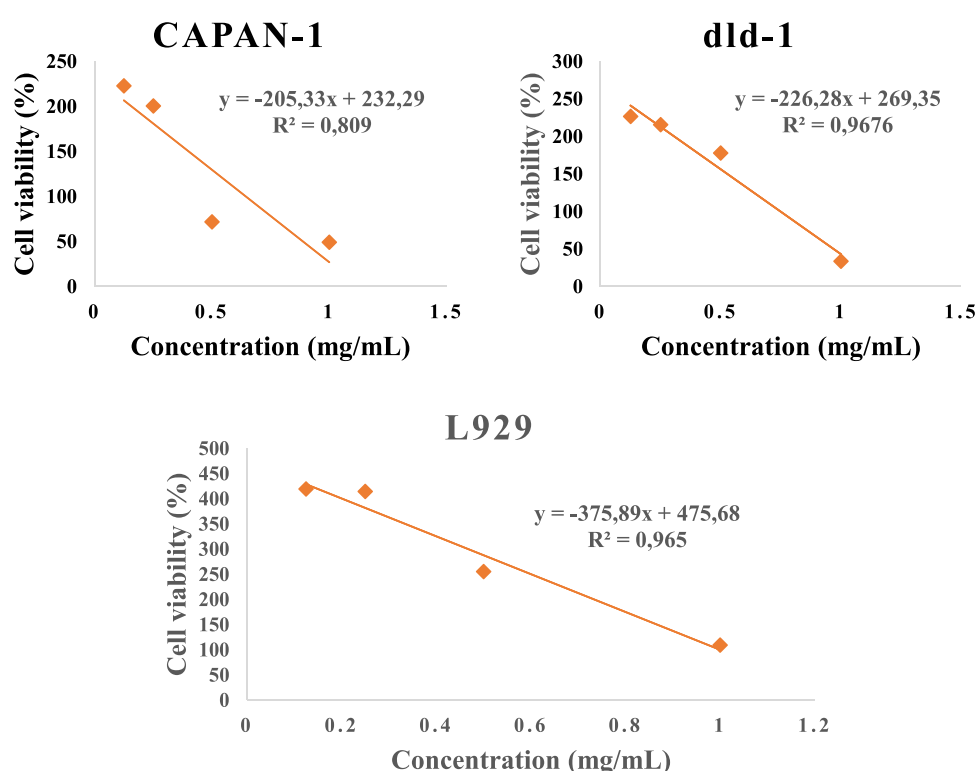 CAPAN-1
Cell viability (%)
250
200
150
100
50
0
y = -205,33x + 232,29
R² = 0,809
0 0.5 1 1.5
Concentration (mg/mL)
dld-1
Cell viability (%)
300
250
200
150
100
50
0
y = -226,28x + 269,35
R² = 0,9676
0 0.5 1 1.5
Concentration (mg/mL)
L929
Cell viability (%)
500
450
400
350
300
250
200
150
100
50
0
y = -375,89x + 475,68
R² = 0,965
0 0.2 0.4 0.6 0.8 1 1.2
Concentration (mg/mL)